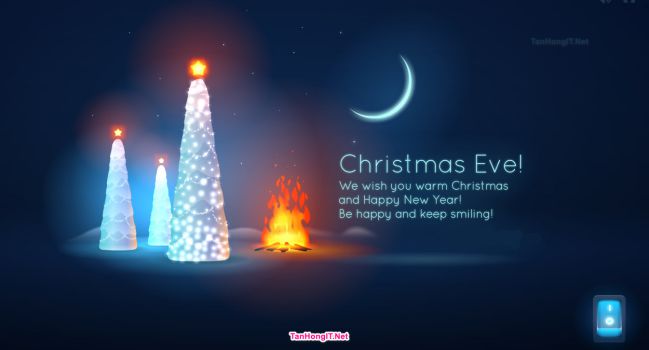 TanHongIT.Net
Christmas Eve!
We wish you warm Christmas
and Happy New Year!
Be happy and keep smiling!
TanHongIT.Net